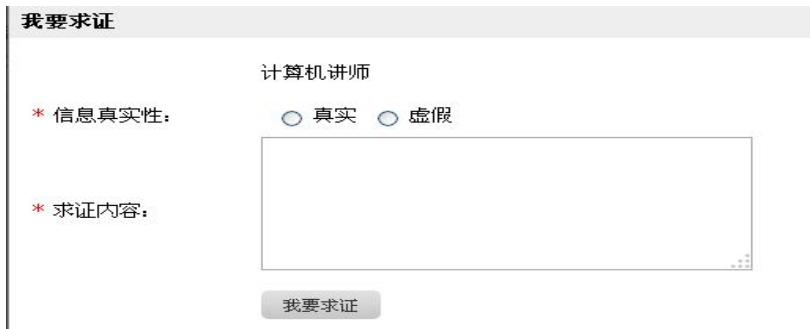 我要求证
计算机讲师
* 信息真实性： 真实 虚假
* 求证内容：
我要求证